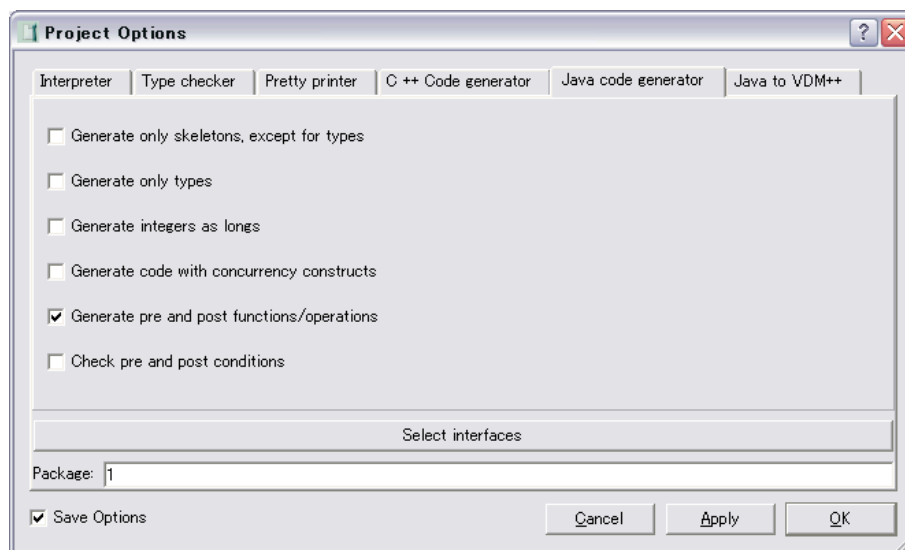 Project Options
Interpreter Type checker Pretty printer C ++ Code generator Java code generator Java to VDM++
Generate only skeletons, except for types
Generate only types
Generate integers as longs
Generate code with concurrency constructs
Generate pre and post functions/operations
Check pre and post conditions
Select interfaces
Package: 1
Save Options Cancel Apply OK